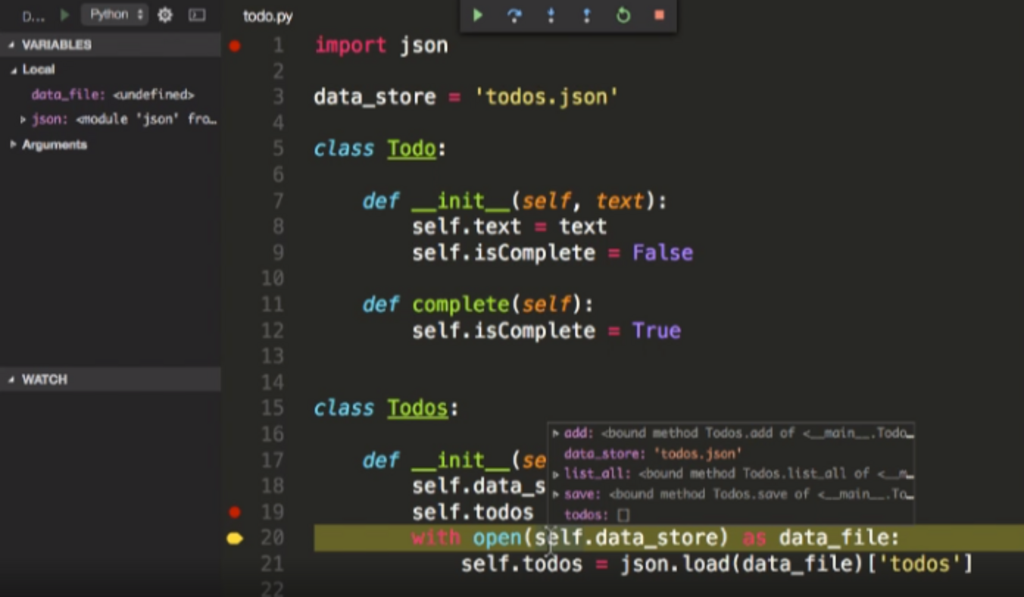 D... Python
todo.py
VARIABLES
Local
data_file: <undefined>
json: <module 'json' fro…
Arguments
WATCH
1 import json
2
3 data_store = 'todos.json'
4
5 class Todo:
6
7 def __init__(self, text):
8 self.text = text
9 self.isComplete = False
10
11 def complete(self):
12 self.isComplete = True
13
14
15 class Todos:
16
17 def __init__(se
18 self.data_s
19 self.todos
20 with open(self.data_store) as data_file:
21 self.todos = json.load(data_file)['todos']
22
add: <bound method Todos.add of <__main__.Todo…
data_store: 'todos.json'
list_all: <bound method Todos.list_all of <__m…
save: <bound method Todos.save of <__main__.To…
todos: []